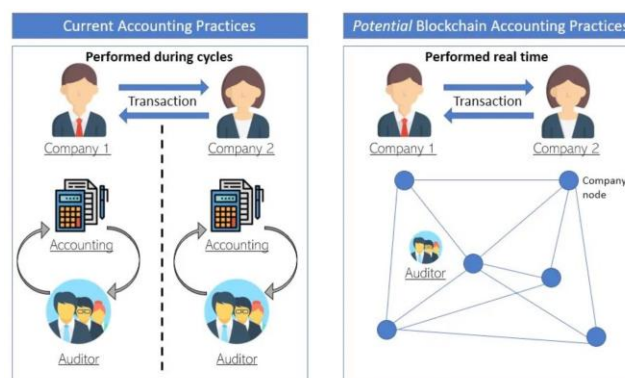 Current Accounting Practices
Performed during cycles
Transaction
Company 1
Company 2
Accounting
Accounting
Auditor
Auditor
Potential Blockchain Accounting Practices
Performed real time
Transaction
Company 1
Company 2
Company
node
Auditor